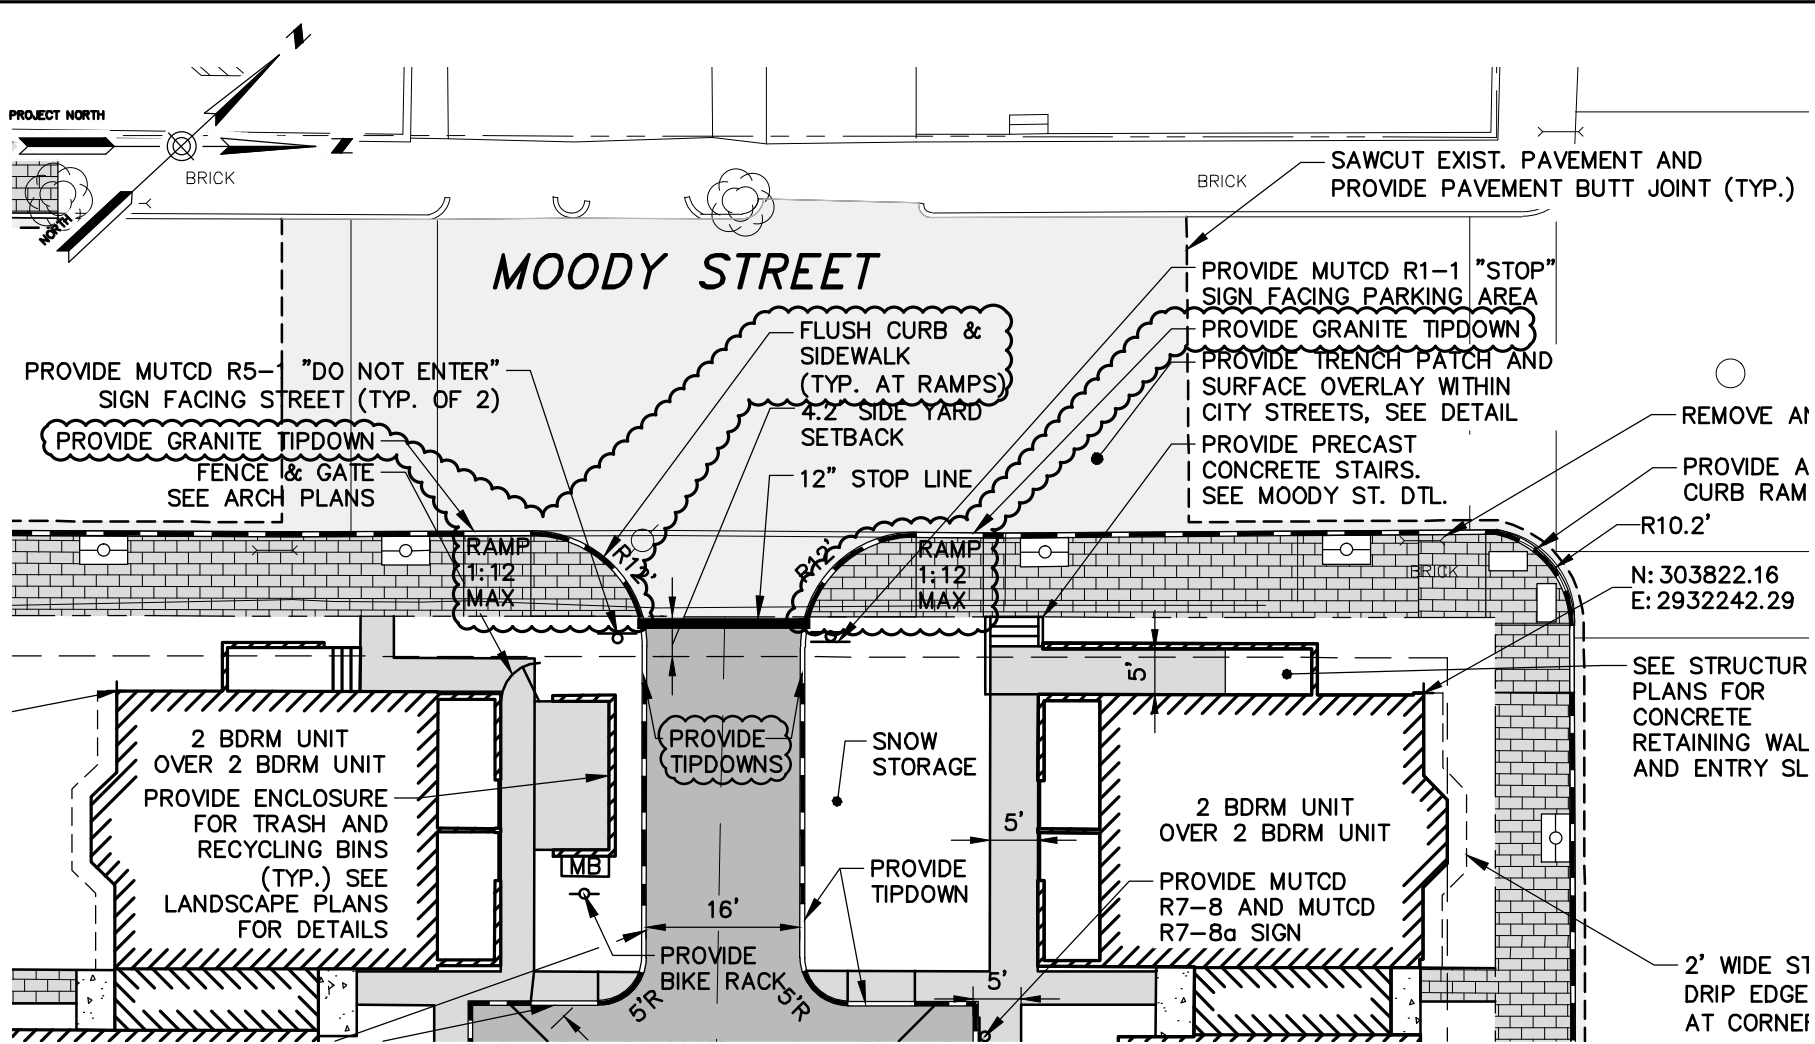 PROJECT NORTH
Z
Z
NORTH
BRICK
BRICK
SAWCUT EXIST. PAVEMENT AND
PROVIDE PAVEMENT BUTT JOINT (TYP.)
MOODY STREET
PROVIDE MUTCD R1-1 "STOP"
SIGN FACING PARKING AREA
PROVIDE GRANITE TIPDOWN
PROVIDE TRENCH PATCH AND
SURFACE OVERLAY WITHIN
CITY STREETS, SEE DETAIL
PROVIDE PRECAST
CONCRETE STAIRS.
SEE MOODY ST. DTL.
FLUSH CURB &
SIDEWALK
(TYP. AT RAMPS)
4.2' SIDE YARD
SETBACK
12" STOP LINE
PROVIDE MUTCD R5-1 "DO NOT ENTER"
SIGN FACING STREET (TYP. OF 2)
PROVIDE GRANITE TIPDOWN
FENCE & GATE
SEE ARCH PLANS
REMOVE AN
PROVIDE A
CURB RAM
R10.2'
N: 303822.16
E: 2932242.29
RAMP
1:12
MAX
R12'
R12'
RAMP
1:12
MAX
BRICK
SEE STRUCTUR
PLANS FOR
CONCRETE
RETAINING WAL
AND ENTRY SL
5'
2 BDRM UNIT
OVER 2 BDRM UNIT
PROVIDE
TIPDOWNS
SNOW
STORAGE
PROVIDE ENCLOSURE
FOR TRASH AND
RECYCLING BINS
(TYP.) SEE
LANDSCAPE PLANS
FOR DETAILS
MB
5'
2 BDRM UNIT
OVER 2 BDRM UNIT
PROVIDE
TIPDOWN
PROVIDE MUTCD
R7-8 AND MUTCD
R7-8a SIGN
16'
PROVIDE
BIKE RACK
5'R
5'R
5'
2' WIDE ST
DRIP EDGE
AT CORNER